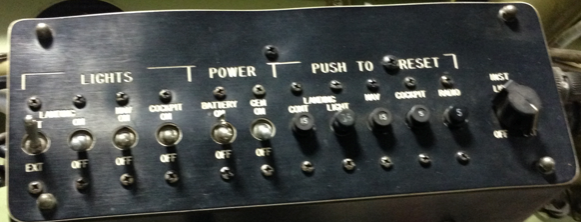 LIGHTS
POWER
PUSH TO RESET
LANDING
EXT
ON
OFF
ON
OFF
COCKPIT
ON
OFF
BATTERY
ON
OFF
GEN
ON
OFF
LANDING
CONT
LIGHT
NAV
COCKPIT
RADIO
INST
OFF